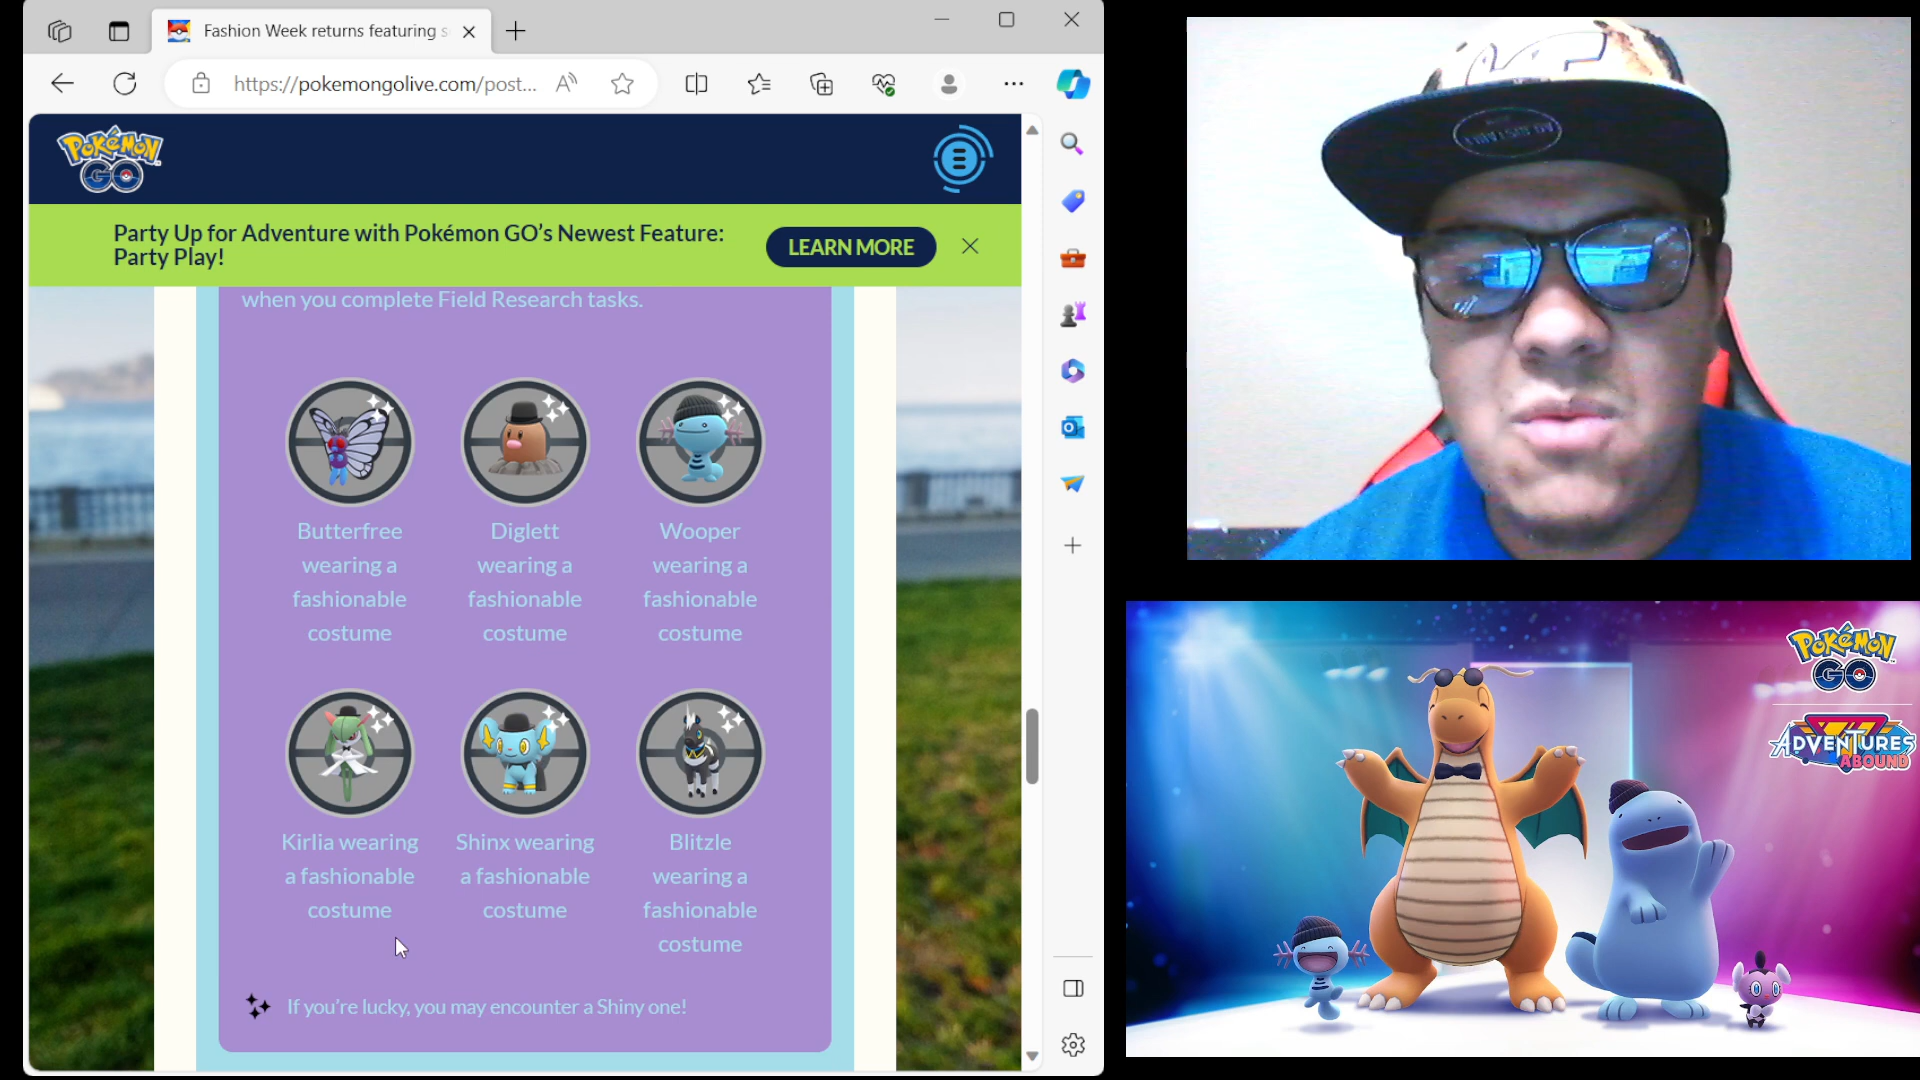 Fashion Week returns featuring s
https://pokemongolive.com/post...
POKéMON
GO
Party Up for Adventure with Pokémon GO's Newest Feature:
Party Play!
LEARN MORE
when you complete Field Research tasks.
Butterfree
wearing a
fashionable
costume
Diglett
wearing a
fashionable
costume
Wooper
wearing a
fashionable
costume
Kirlia wearing
a fashionable
costume
Shinx wearing
a fashionable
costume
Blitzle
wearing a
fashionable
costume
If you're lucky, you may encounter a Shiny one!
POKéMON
GO
ADVENTURES
ABOUND